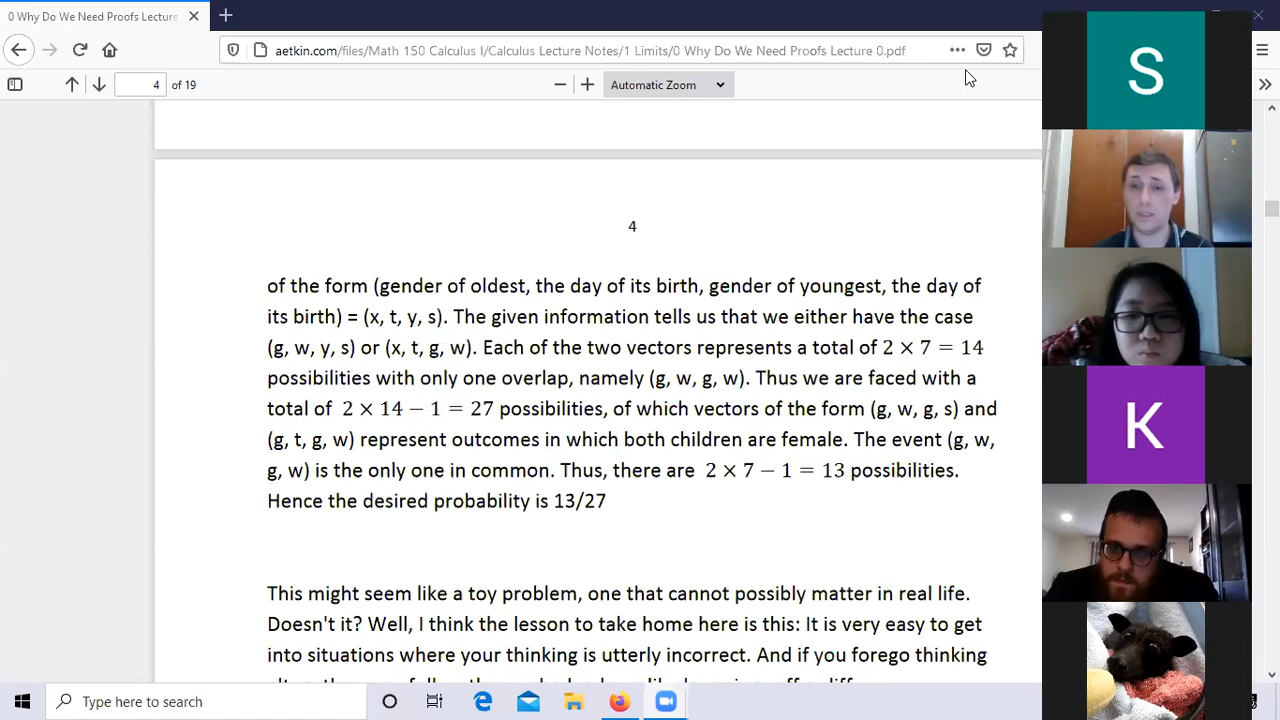 0 Why Do We Need Proofs Lecture
aetkin.com/files/Math 150 Calculus I/Calculus Lecture Notes/1 Limits/0 Why Do We Need Proofs Lecture 0.pdf
4 of 19
Automatic Zoom
4
of the form (gender of oldest, the day of its birth, gender of youngest, the day of
its birth) = (x, t, y, s). The given information tells us that we either have the case
(g, w, y, s) or (x, t, g, w). Each of the two vectors represents a total of 2 × 7 = 14
possibilities with only one overlap, namely (g, w, g, w). Thus we are faced with a
total of 2 × 14 − 1 = 27 possibilities, of which vectors of the form (g, w, g, s) and
(g, t, g, w) represent outcomes in which both children are female. The event (g, w,
g, w) is the only one in common. Thus, there are 2 × 7 − 1 = 13 possibilities.
Hence the desired probability is 13/27
This might seem like a toy problem, one that cannot possibly matter in real life.
Doesn't it? Well, I think the lesson to take home here is this: It is very easy to get
into situations where your thinking is utterly incorrect. And if you forego thinking
S
K
Type here to search